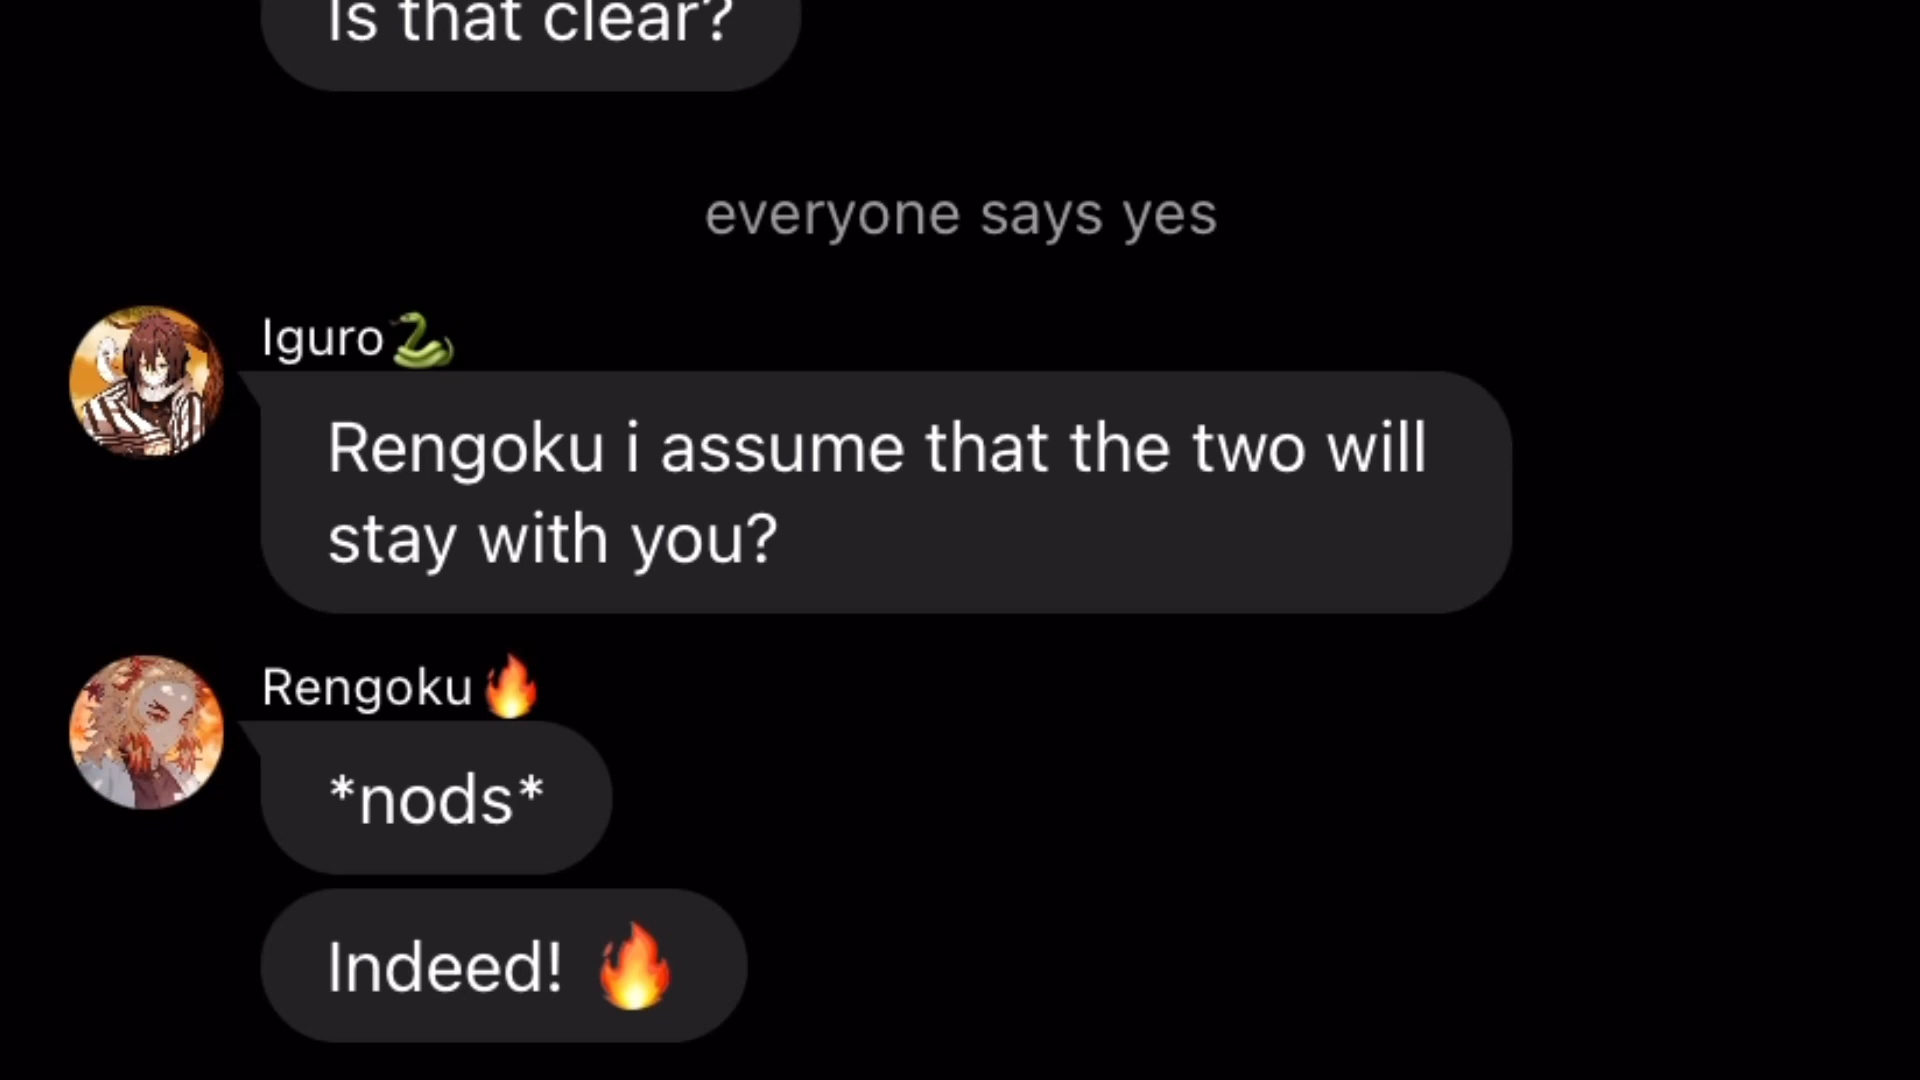 Is that clear?
everyone says yes
Iguro🐍
Rengoku i assume that the two will
stay with you?
Rengoku🔥
*nods*
Indeed! 🔥